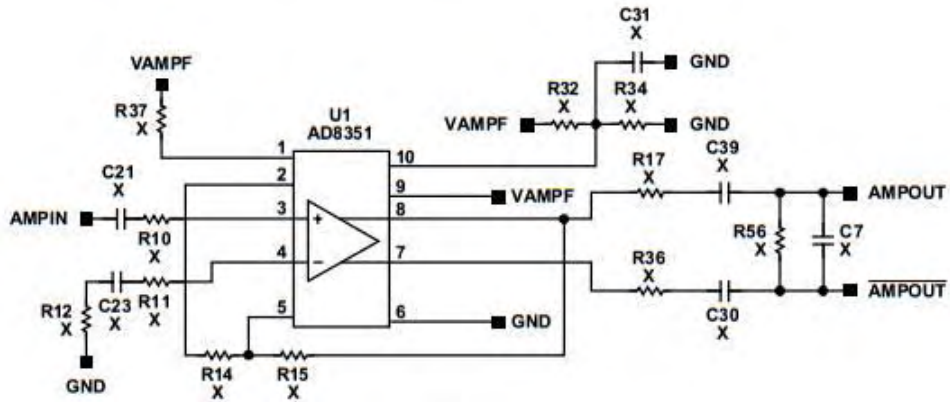 C31
X
GND
VAMPF
R37
X
U1
AD8351
R32
X
R34
X
VAMPF
GND
1
10
C21
X
2
9
VAMPF
R17
X
C39
X
AMPIN
R10
X
3
+
8
AMPOUT
4
−
7
R56
X
C7
X
R12
X
C23
X
R11
X
R36
X
C30
X
AMPOUT
5
6
GND
GND
R14
X
R15
X